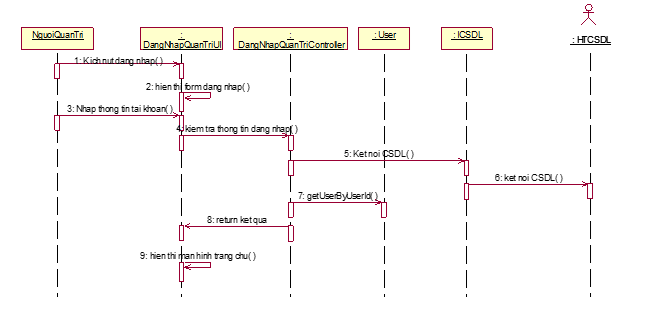 NguoiQuanTri
:
DangNhapQuanTriUI
:
DangNhapQuanTriController
: User
: ICSDL
: HTCSDL
1: Kich nut dang nhap( )
2: hien thi form dang nhap( )
3: Nhap thong tin tai khoan( )
4: kiem tra thong tin dang nhap( )
5: Ket noi CSDL( )
6: ket noi CSDL( )
7: getUserByUserId( )
8: return ket qua
9: hien thi man hinh trang chu( )